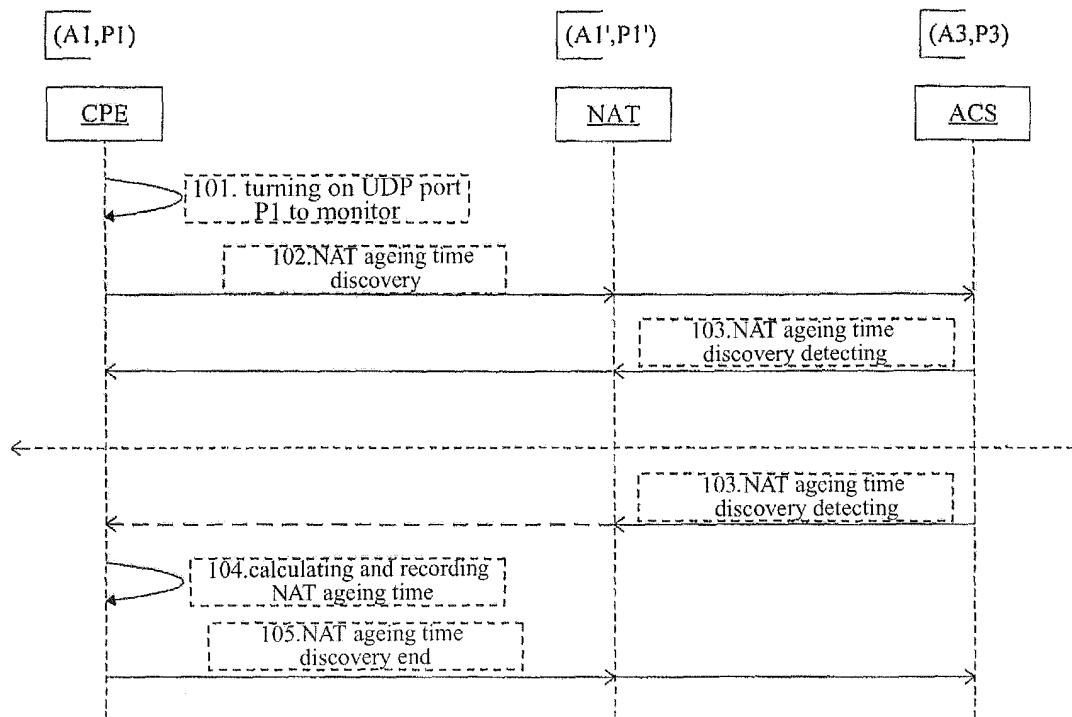 (A1,P1)
(A1',P1')
(A3,P3)
CPE
NAT
ACS
101. turning on UDP port
P1 to monitor
102.NAT ageing time
discovery
103.NAT ageing time
discovery detecting
103.NAT ageing time
discovery detecting
104.calculating and recording
NAT ageing time
105.NAT ageing time
discovery end